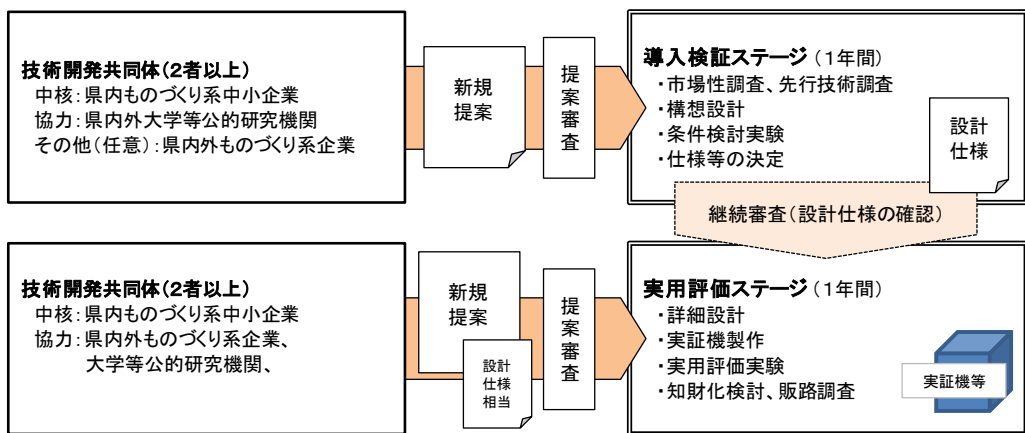 技術開発共同体（２者以上）
中核：県内ものづくり系中小企業
協力：県内外大学等公的研究機関
その他（任意）：県内外ものづくり系企業
新規
提案
提案審査
導入検証ステージ（１年間）
・市場性調査、先行技術調査
・構想設計
・条件検討実験
・仕様等の決定
設計
仕様
継続審査（設計仕様の確認）
技術開発共同体（２者以上）
中核：県内ものづくり系中小企業
協力：県内外ものづくり系企業、
大学等公的研究機関、
新規
提案
設計
仕様
相当
提案審査
実用評価ステージ（１年間）
・詳細設計
・実証機製作
・実用評価実験
・知財化検討、販路調査
実証機等